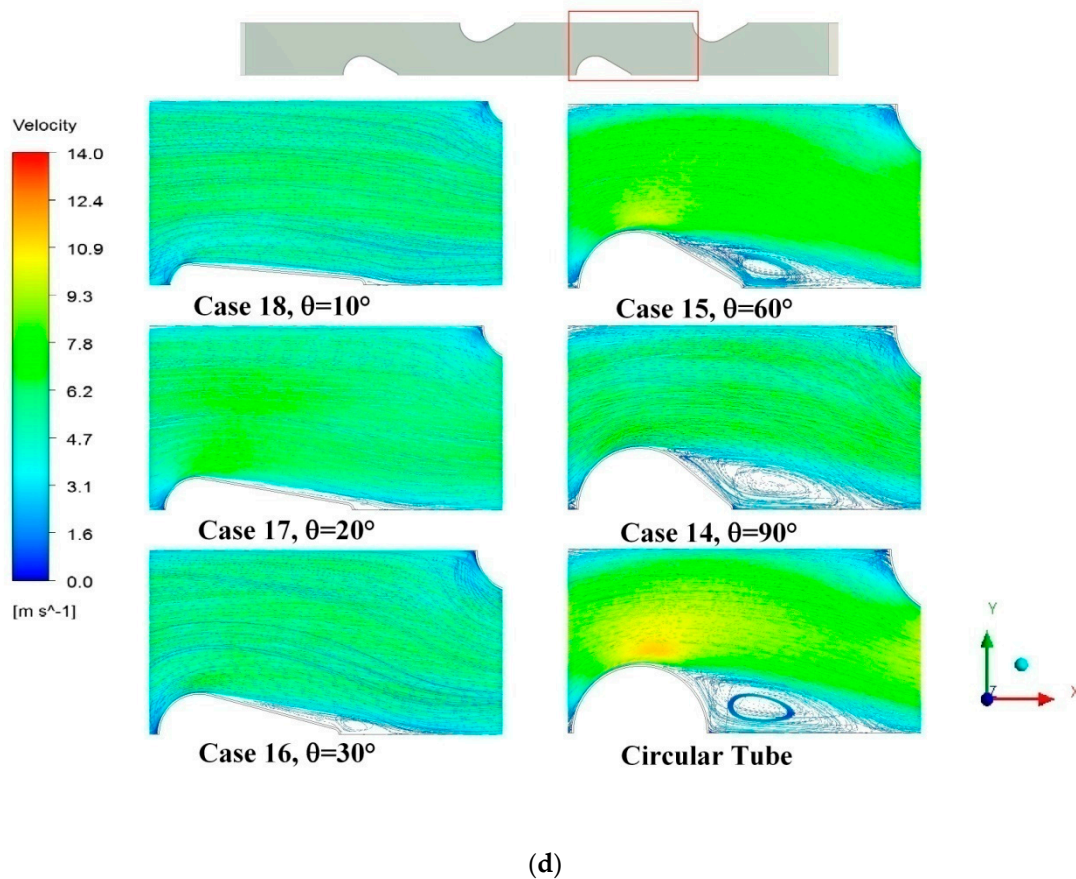 Velocity
14.0
12.4
10.9
9.3
7.8
6.2
4.7
3.1
1.6
0.0
[m s^-1]
Case 18, θ=10°
Case 15, θ=60°
Case 17, θ=20°
Case 14, θ=90°
Case 16, θ=30°
Circular Tube
Y
Z
X
(d)